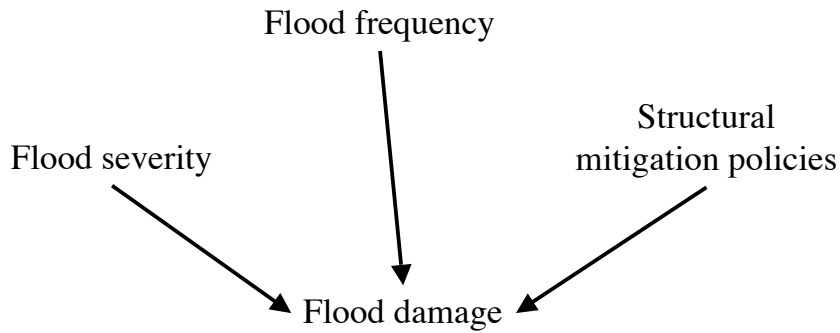 Flood frequency
Structural
mitigation policies
Flood severity
Flood damage